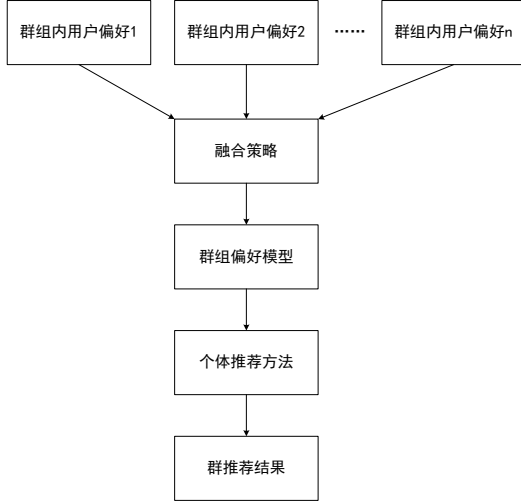 群组内用户偏好1
群组内用户偏好2
……
群组内用户偏好n
融合策略
群组偏好模型
个体推荐方法
群推荐结果